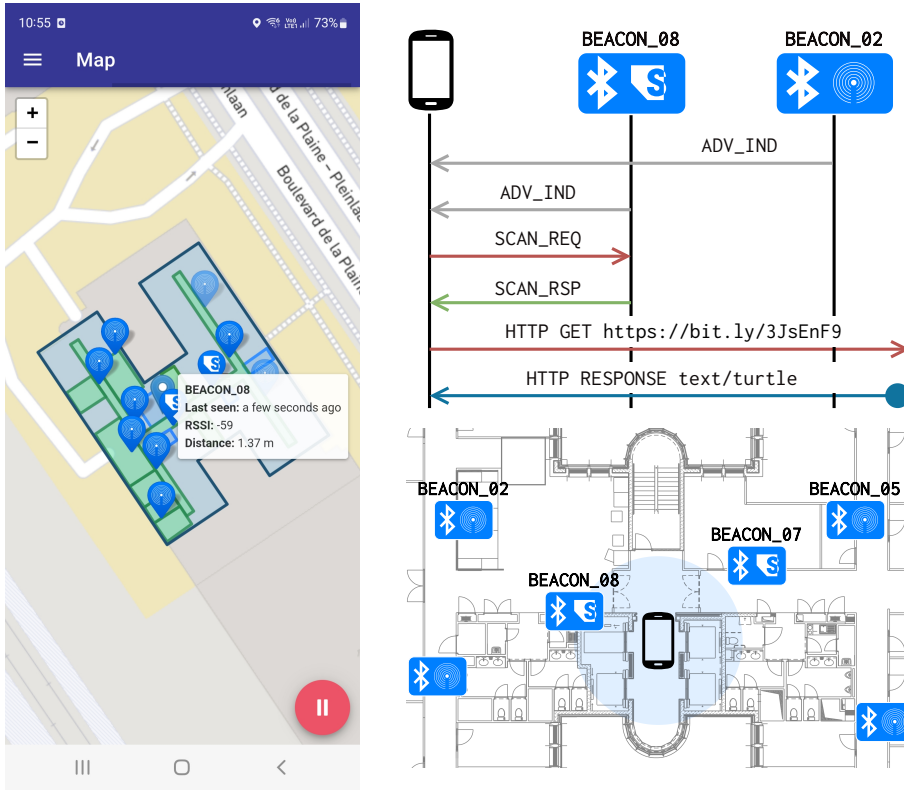 10:55
Vo))
LTE1
73%
Map
+
−
de la Plaine – Pleinlaan
Boulevard de la Plaine
BEACON_08
Last seen: a few seconds ago
RSSI: -59
Distance: 1.37 m
BEACON_08
BEACON_02
S
ADV_IND
ADV_IND
SCAN_REQ
SCAN_RSP
HTTP GET https://bit.ly/3JsEnF9
HTTP RESPONSE text/turtle
BEACON_02
BEACON_05
BEACON_07
S
BEACON_08
S